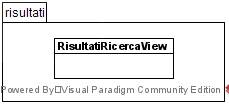 risultati
RisultatiRicercaView
Powered By Visual Paradigm Community Edition